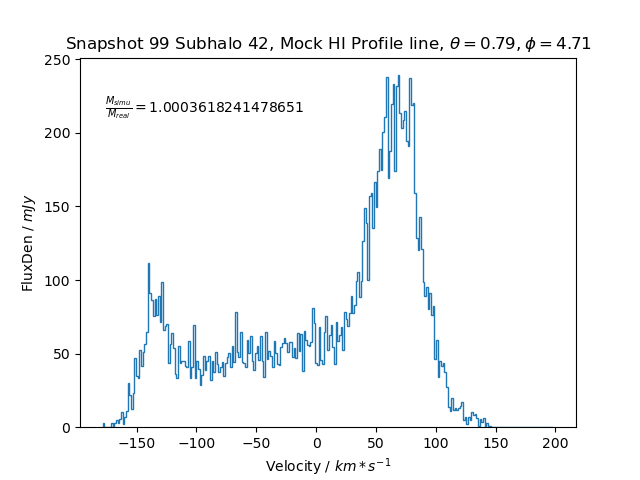 Snapshot 99 Subhalo 42, Mock HI Profile line, θ = 0.79, ϕ = 4.71
M_simu / M_real = 1.0003618241478651
FluxDen / mJy
250
200
150
100
50
0
−150 −100 −50 0 50 100 150 200
Velocity / km * s⁻¹